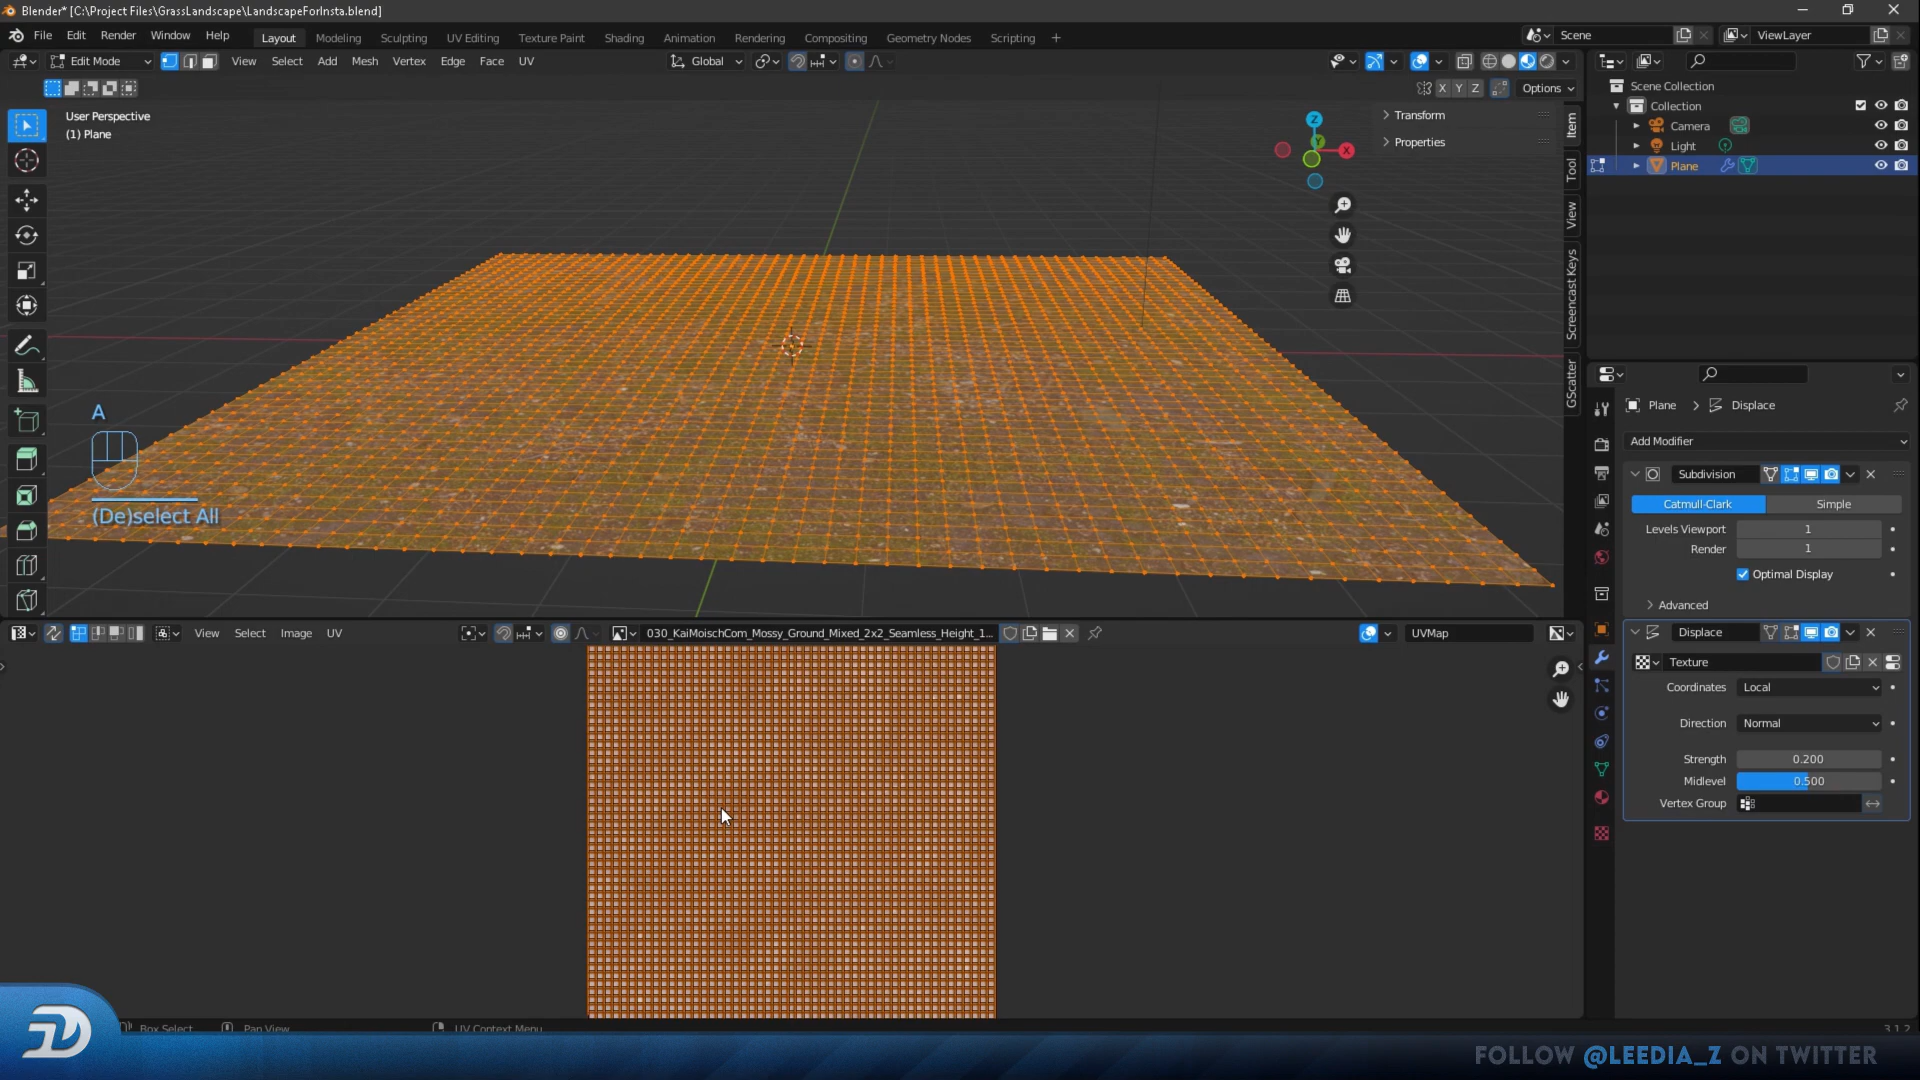 Blender* [C:\Project Files\GrassLandscape\LandscapeForInsta.blend]
File Edit Render Window Help Layout Modeling Sculpting UV Editing Texture Paint Shading Animation Rendering Compositing Geometry Nodes Scripting + Scene ViewLayer
Edit Mode View Select Add Mesh Vertex Edge Face UV Global
X Y Z Options
User Perspective
(1) Plane
Z
Y
X
Transform
Properties
Item
Tool
View
Screencast Keys
GScatter
A
(De)select All
Scene Collection
Collection
Camera
Light
Plane
Plane > Displace
Add Modifier
Subdivision
Catmull-Clark Simple
Levels Viewport 1
Render 1
Optimal Display
Advanced
Displace
Texture
Coordinates Local
Direction Normal
Strength 0.200
Midlevel 0.500
Vertex Group
View Select Image UV 030_KaiMoischCom_Mossy_Ground_Mixed_2x2_Seamless_Height_1... UVMap
Box Select Pan View UV Context Menu 3.1.2
FOLLOW @LEEDIA_Z ON TWITTER